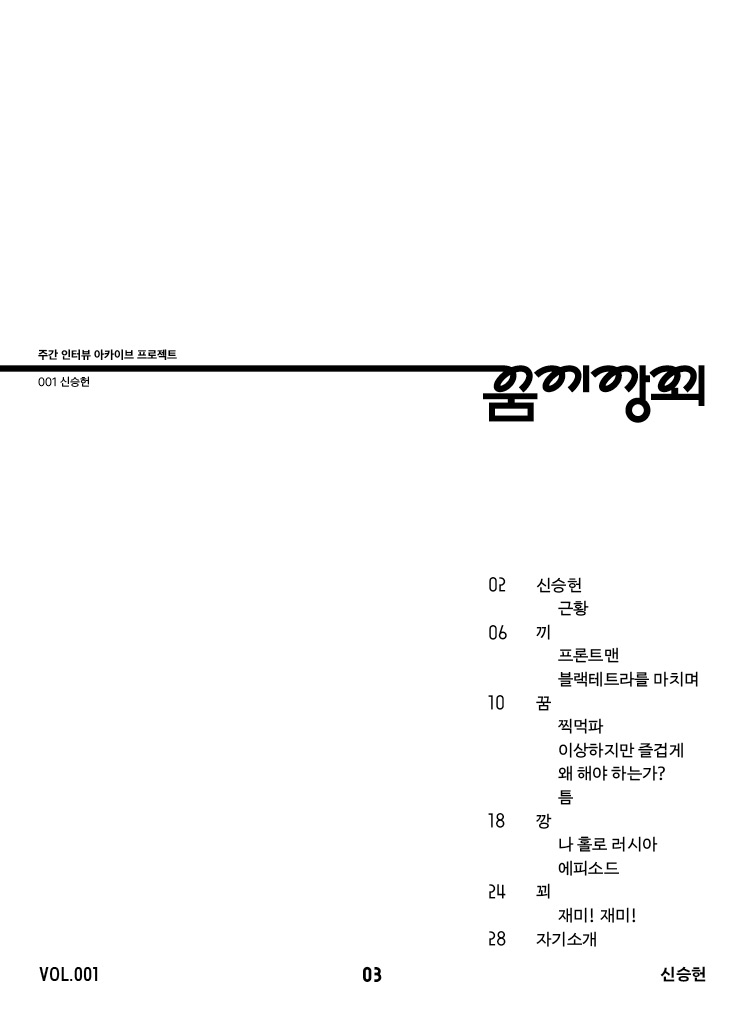 주간 인터뷰 아카이브 프로젝트
001 신승헌
꿈끼깡꾀
02 신승헌
근황
06 끼
프론트맨
블랙테트라를 마치며
10 꿈
찍먹파
이상하지만 즐겁게
왜 해야 하는가?
틈
18 깡
나 홀로 러시아
에피소드
24 꾀
재미! 재미!
28 자기소개
VOL.001 03 신승헌